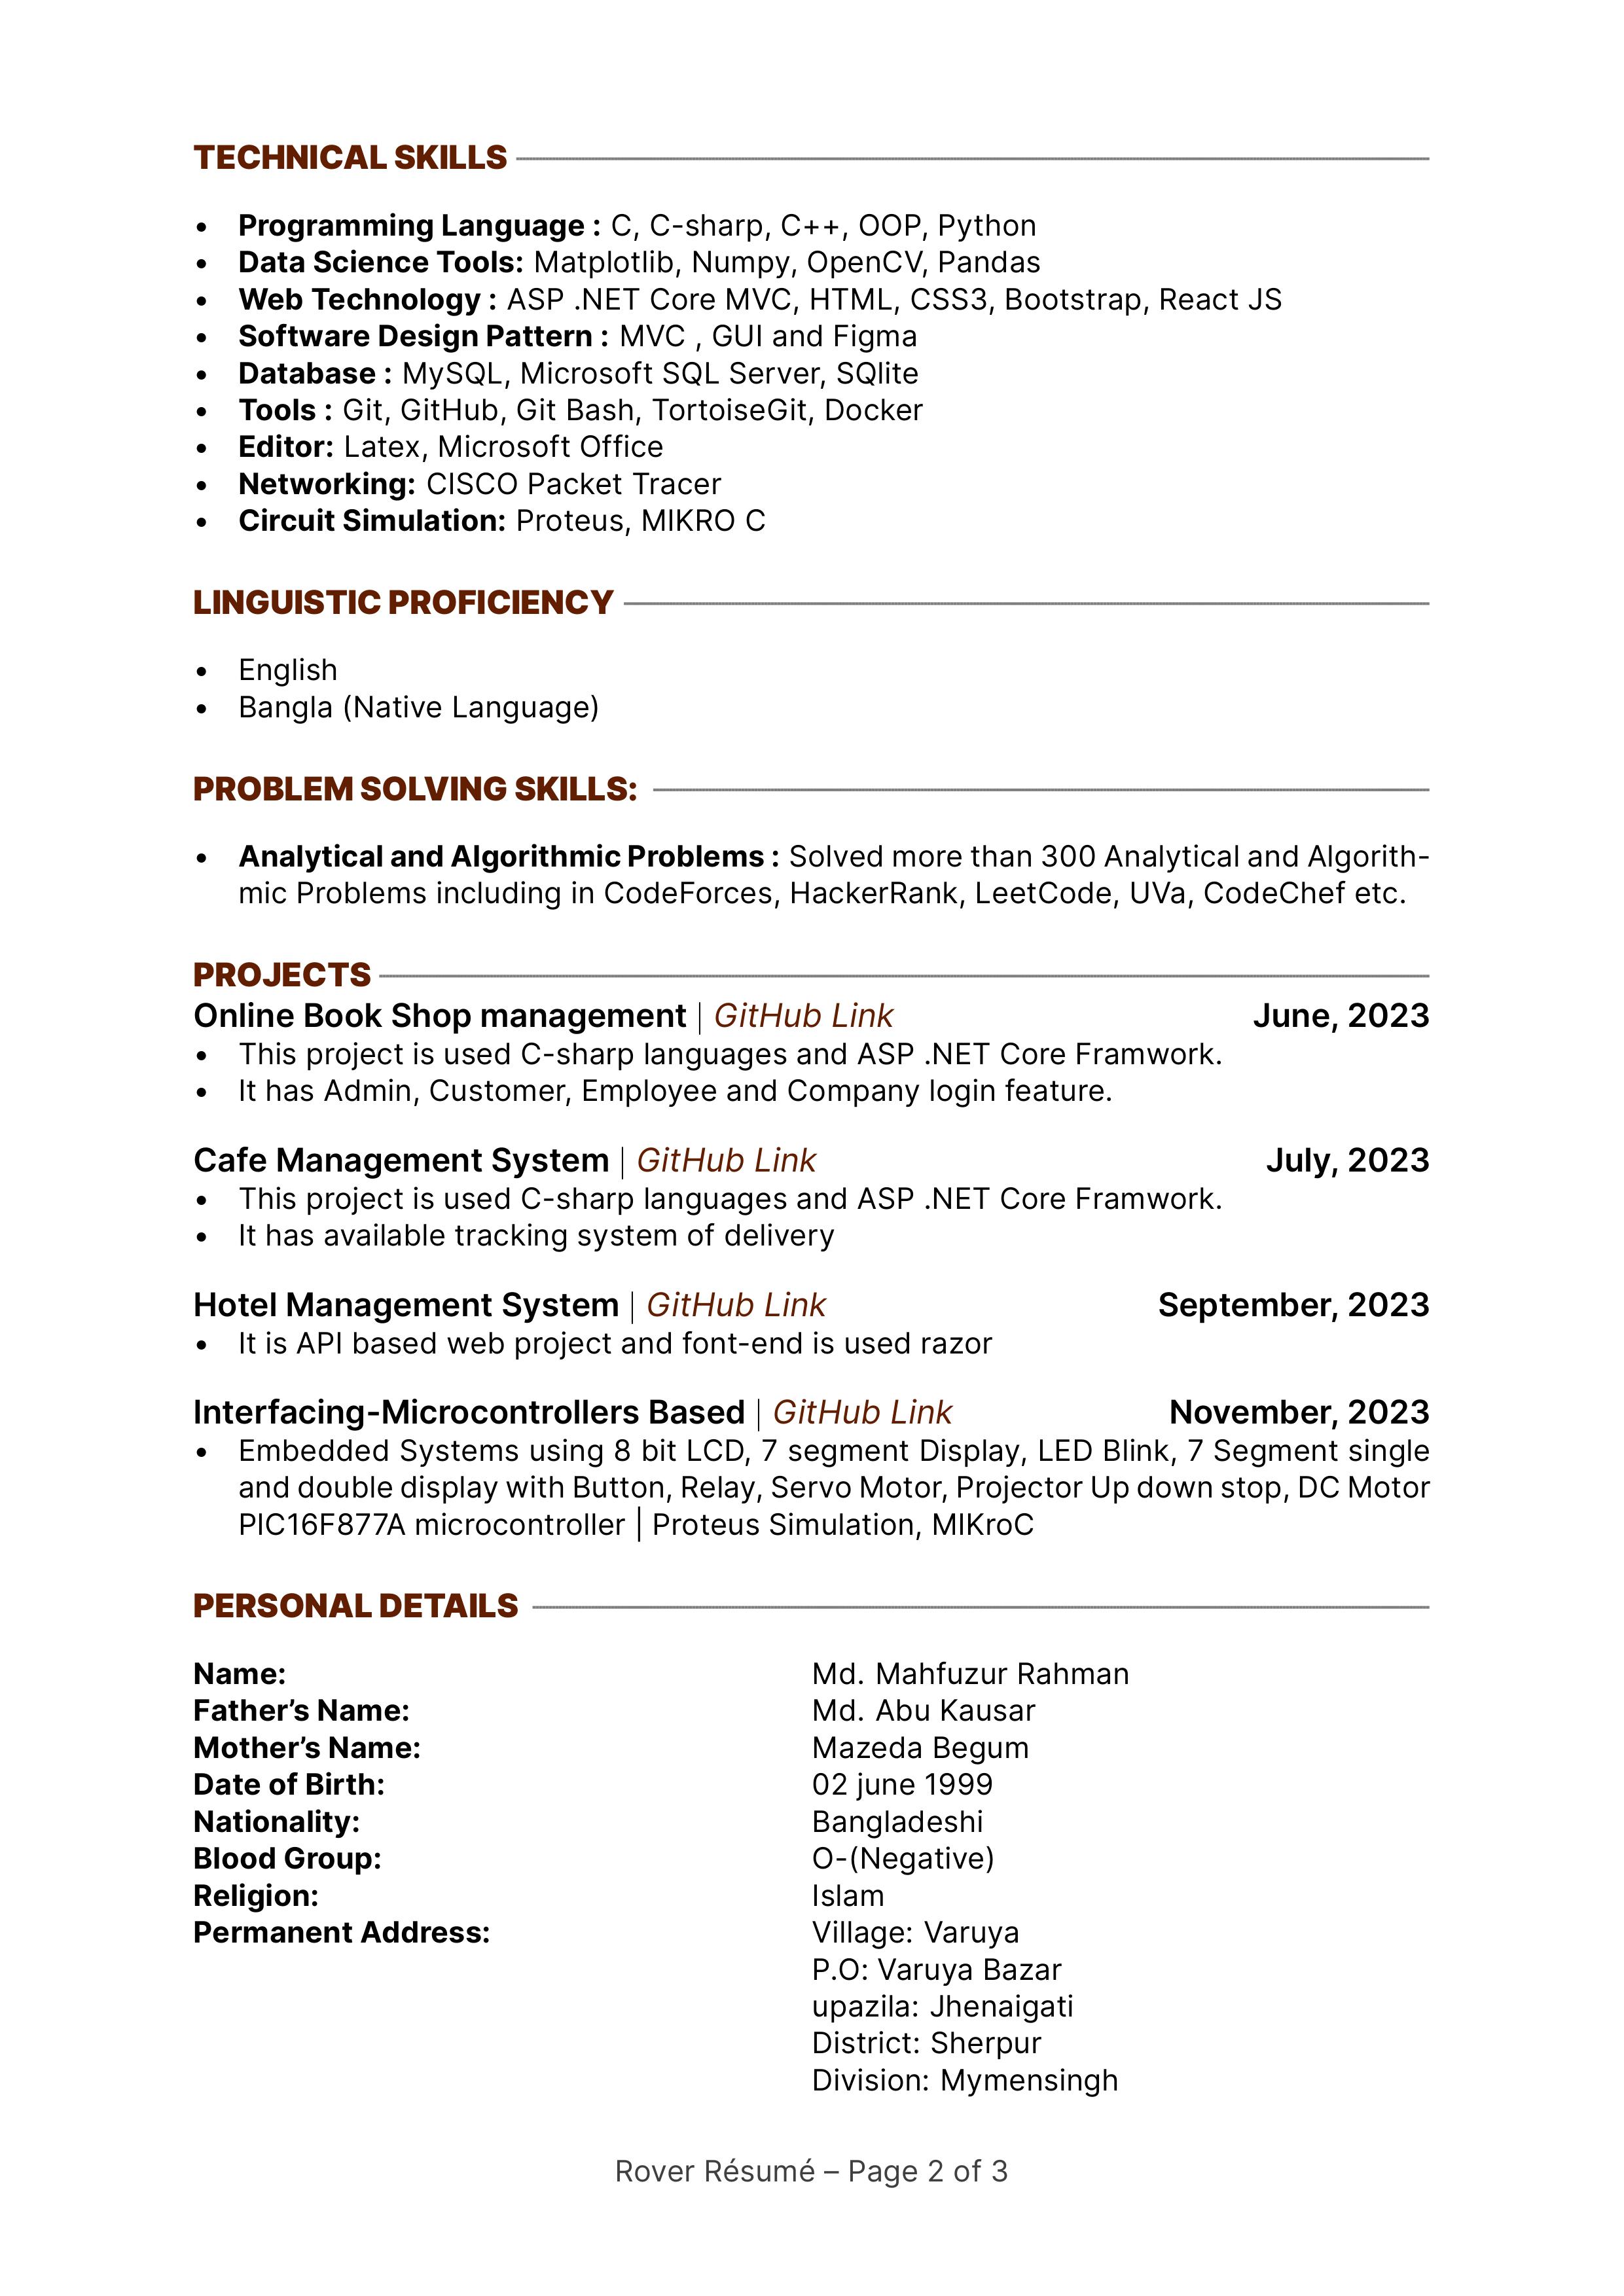 TECHNICAL SKILLS
• Programming Language : C, C-sharp, C++, OOP, Python
• Data Science Tools: Matplotlib, Numpy, OpenCV, Pandas
• Web Technology : ASP .NET Core MVC, HTML, CSS3, Bootstrap, React JS
• Software Design Pattern : MVC , GUI and Figma
• Database : MySQL, Microsoft SQL Server, SQlite
• Tools : Git, GitHub, Git Bash, TortoiseGit, Docker
• Editor: Latex, Microsoft Office
• Networking: CISCO Packet Tracer
• Circuit Simulation: Proteus, MIKRO C
LINGUISTIC PROFICIENCY
• English
• Bangla (Native Language)
PROBLEM SOLVING SKILLS:
• Analytical and Algorithmic Problems : Solved more than 300 Analytical and Algorith-
mic Problems including in CodeForces, HackerRank, LeetCode, UVa, CodeChef etc.
PROJECTS
Online Book Shop management | GitHub Link June, 2023
• This project is used C-sharp languages and ASP .NET Core Framwork.
• It has Admin, Customer, Employee and Company login feature.
Cafe Management System | GitHub Link July, 2023
• This project is used C-sharp languages and ASP .NET Core Framwork.
• It has available tracking system of delivery
Hotel Management System | GitHub Link September, 2023
• It is API based web project and font-end is used razor
Interfacing-Microcontrollers Based | GitHub Link November, 2023
• Embedded Systems using 8 bit LCD, 7 segment Display, LED Blink, 7 Segment single
and double display with Button, Relay, Servo Motor, Projector Up down stop, DC Motor
PIC16F877A microcontroller | Proteus Simulation, MIKroC
PERSONAL DETAILS
Name: Md. Mahfuzur Rahman
Father’s Name: Md. Abu Kausar
Mother’s Name: Mazeda Begum
Date of Birth: 02 june 1999
Nationality: Bangladeshi
Blood Group: O-(Negative)
Religion: Islam
Permanent Address: Village: Varuya
P.O: Varuya Bazar
upazila: Jhenaigati
District: Sherpur
Division: Mymensingh
Rover Résumé – Page 2 of 3